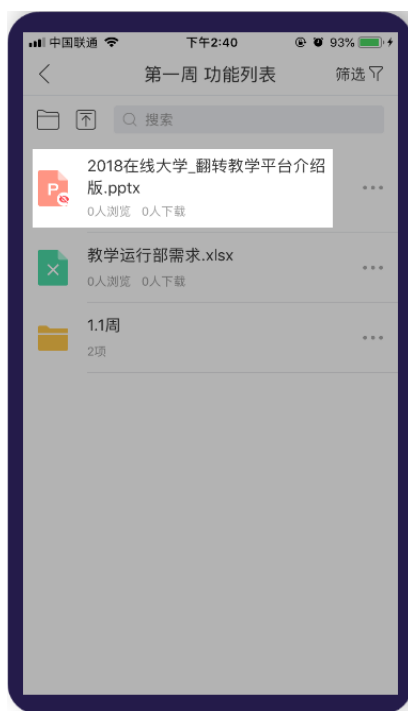 中国联通 下午2:40 93%
第一周 功能列表 筛选
搜索
2018在线大学_翻转教学平台介绍
版.pptx
0人浏览 0人下载
教学运行部需求.xlsx
0人浏览 0人下载
1.1周
2项